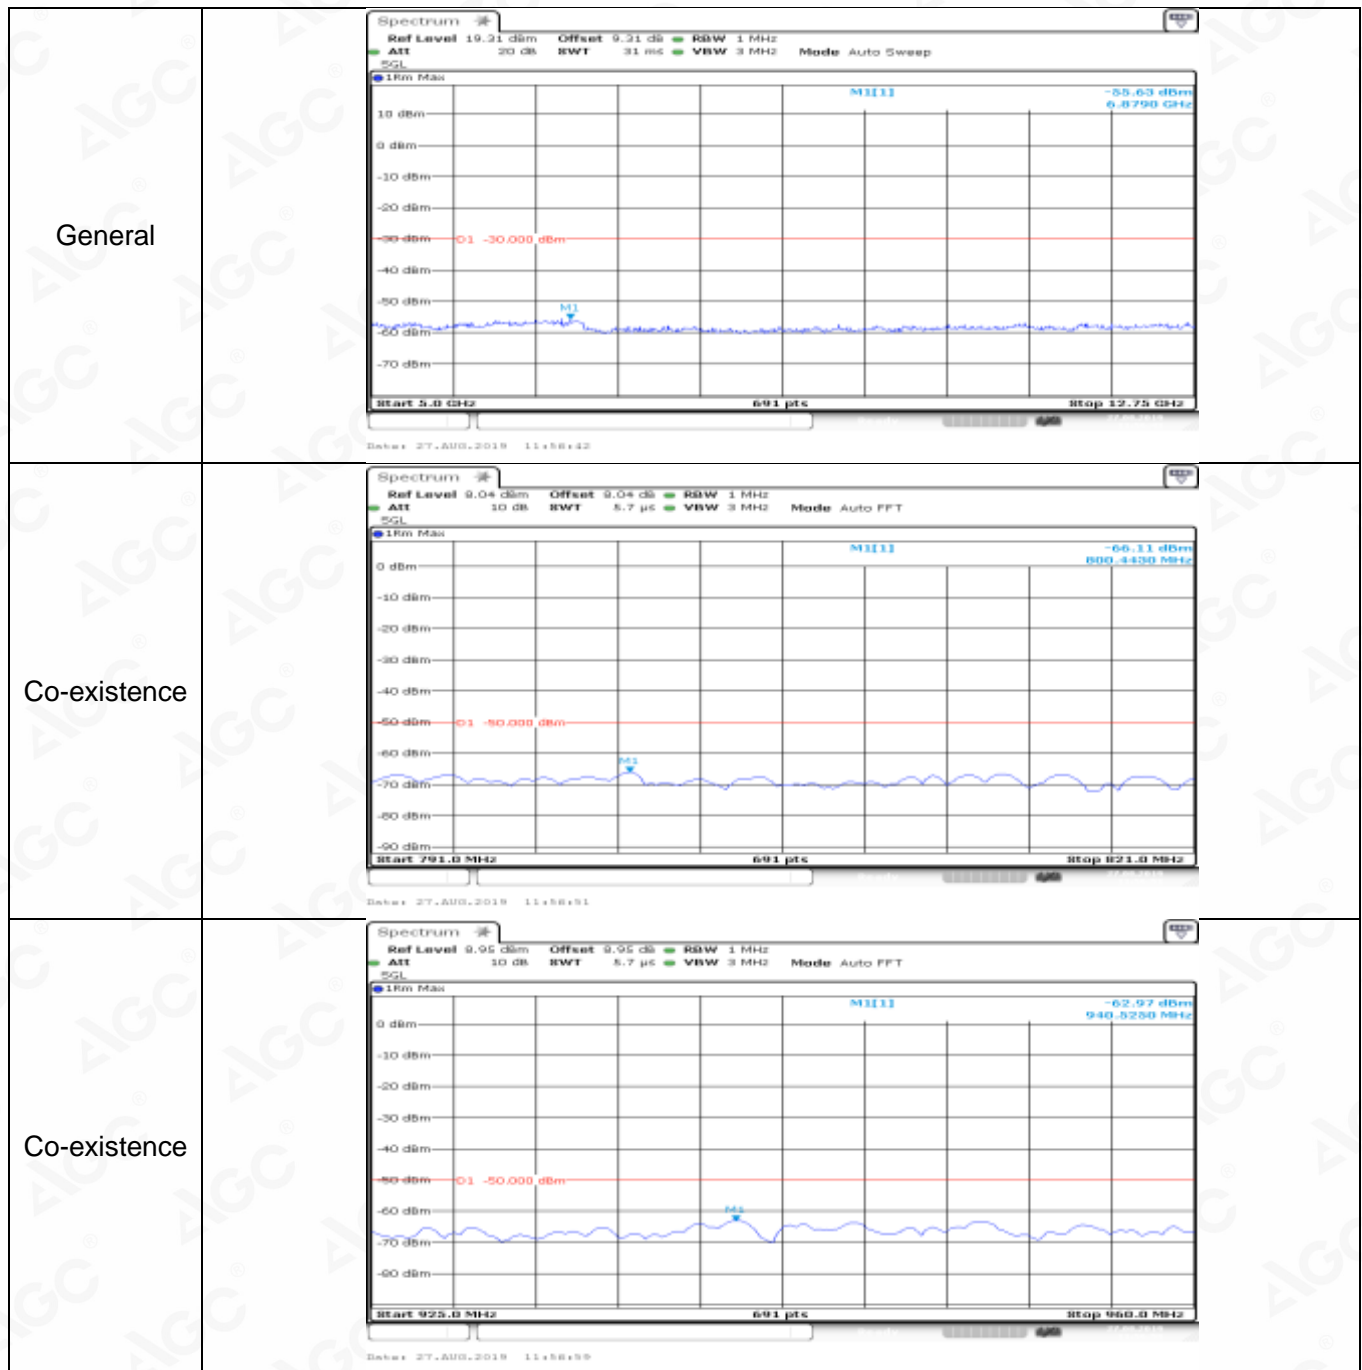 General
Spectrum
Ref Level 19.31 dBm Offset 9.31 dB RBW 1 MHz
Att 20 dB SWT 31 ms VBW 3 MHz Mode Auto Sweep
SGL
1Rm Max
M1[1] -55.63 dBm
6.8790 GHz
10 dBm
0 dBm
-10 dBm
-20 dBm
-30 dBm D1 -30.000 dBm
-40 dBm
-50 dBm
M1
-60 dBm
-70 dBm
Start 5.0 GHz 691 pts Stop 12.75 GHz
Date: 27.AUG.2019 11:58:42
Co-existence
Spectrum
Ref Level 8.04 dBm Offset 8.04 dB RBW 1 MHz
Att 10 dB SWT 5.7 µs VBW 3 MHz Mode Auto FFT
SGL
1Rm Max
M1[1] -66.11 dBm
800.4430 MHz
0 dBm
-10 dBm
-20 dBm
-30 dBm
-40 dBm
-50 dBm D1 -50.000 dBm
-60 dBm
M1
-70 dBm
-80 dBm
-90 dBm
Start 791.0 MHz 691 pts Stop 821.0 MHz
Date: 27.AUG.2019 11:58:51
Co-existence
Spectrum
Ref Level 8.95 dBm Offset 8.95 dB RBW 1 MHz
Att 10 dB SWT 5.7 µs VBW 3 MHz Mode Auto FFT
SGL
1Rm Max
M1[1] -62.97 dBm
940.5250 MHz
0 dBm
-10 dBm
-20 dBm
-30 dBm
-40 dBm
-50 dBm D1 -50.000 dBm
-60 dBm
M1
-70 dBm
-80 dBm
Start 925.0 MHz 691 pts Stop 960.0 MHz
Date: 27.AUG.2019 11:58:59